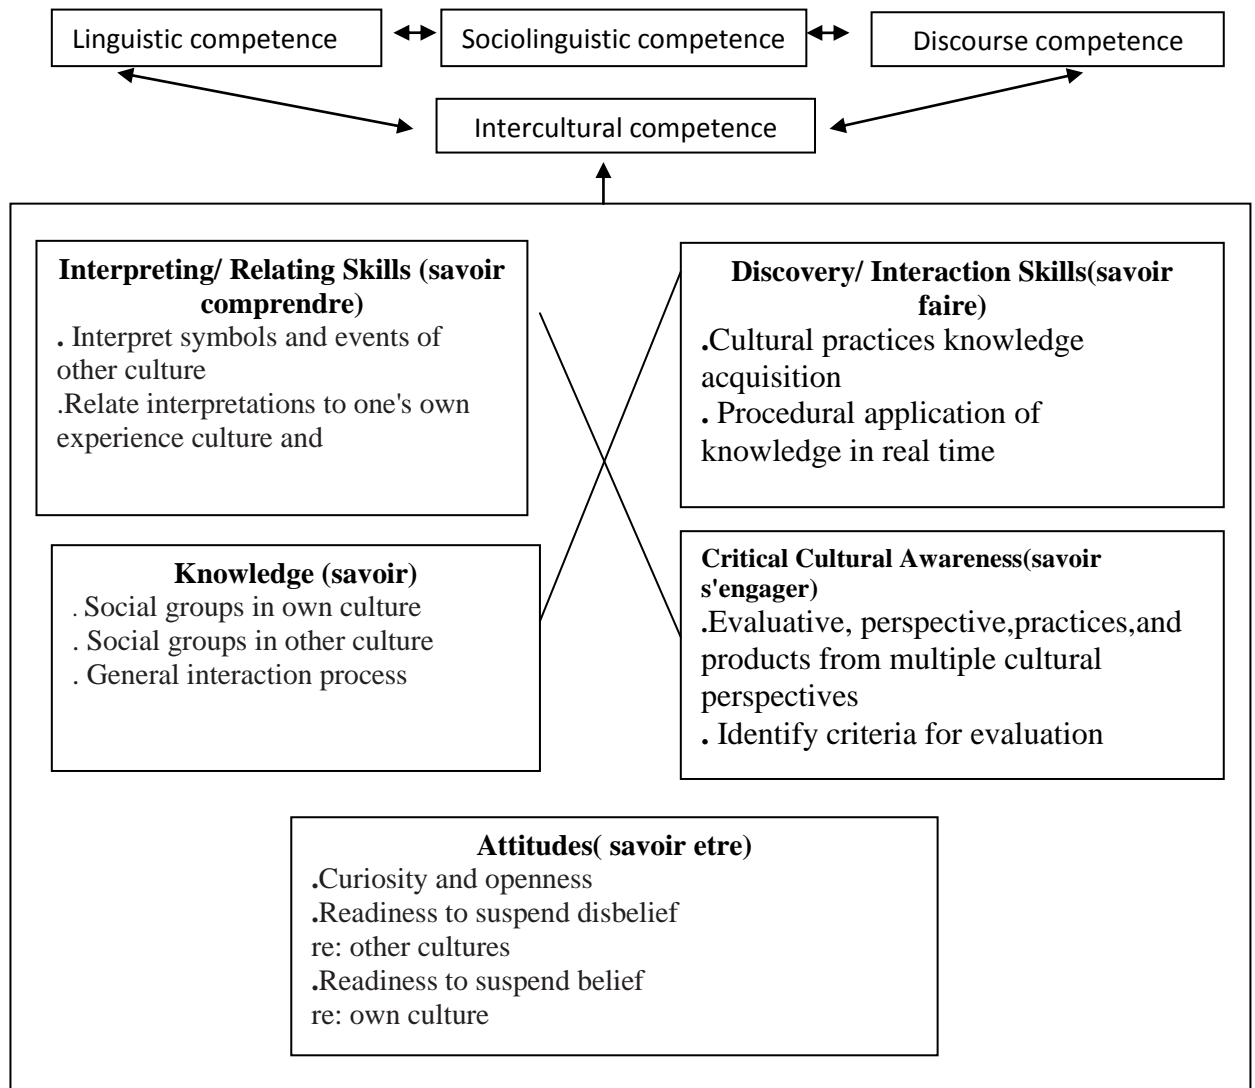 Linguistic competence
Sociolinguistic competence
Discourse competence
Intercultural competence
Interpreting/ Relating Skills (savoir
comprendre)
. Interpret symbols and events of
other culture
.Relate interpretations to one's own
experience culture and
Discovery/ Interaction Skills(savoir
faire)
.Cultural practices knowledge
acquisition
. Procedural application of
knowledge in real time
Knowledge (savoir)
. Social groups in own culture
. Social groups in other culture
. General interaction process
Critical Cultural Awareness(savoir
s'engager)
.Evaluative, perspective,practices,and
products from multiple cultural
perspectives
. Identify criteria for evaluation
Attitudes( savoir etre)
.Curiosity and openness
.Readiness to suspend disbelief
re: other cultures
.Readiness to suspend belief
re: own culture